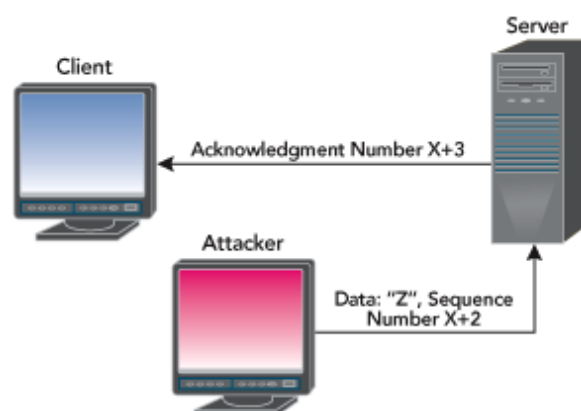 Server
Client
Acknowledgment Number X+3
Attacker
Data: "Z", Sequence
Number X+2